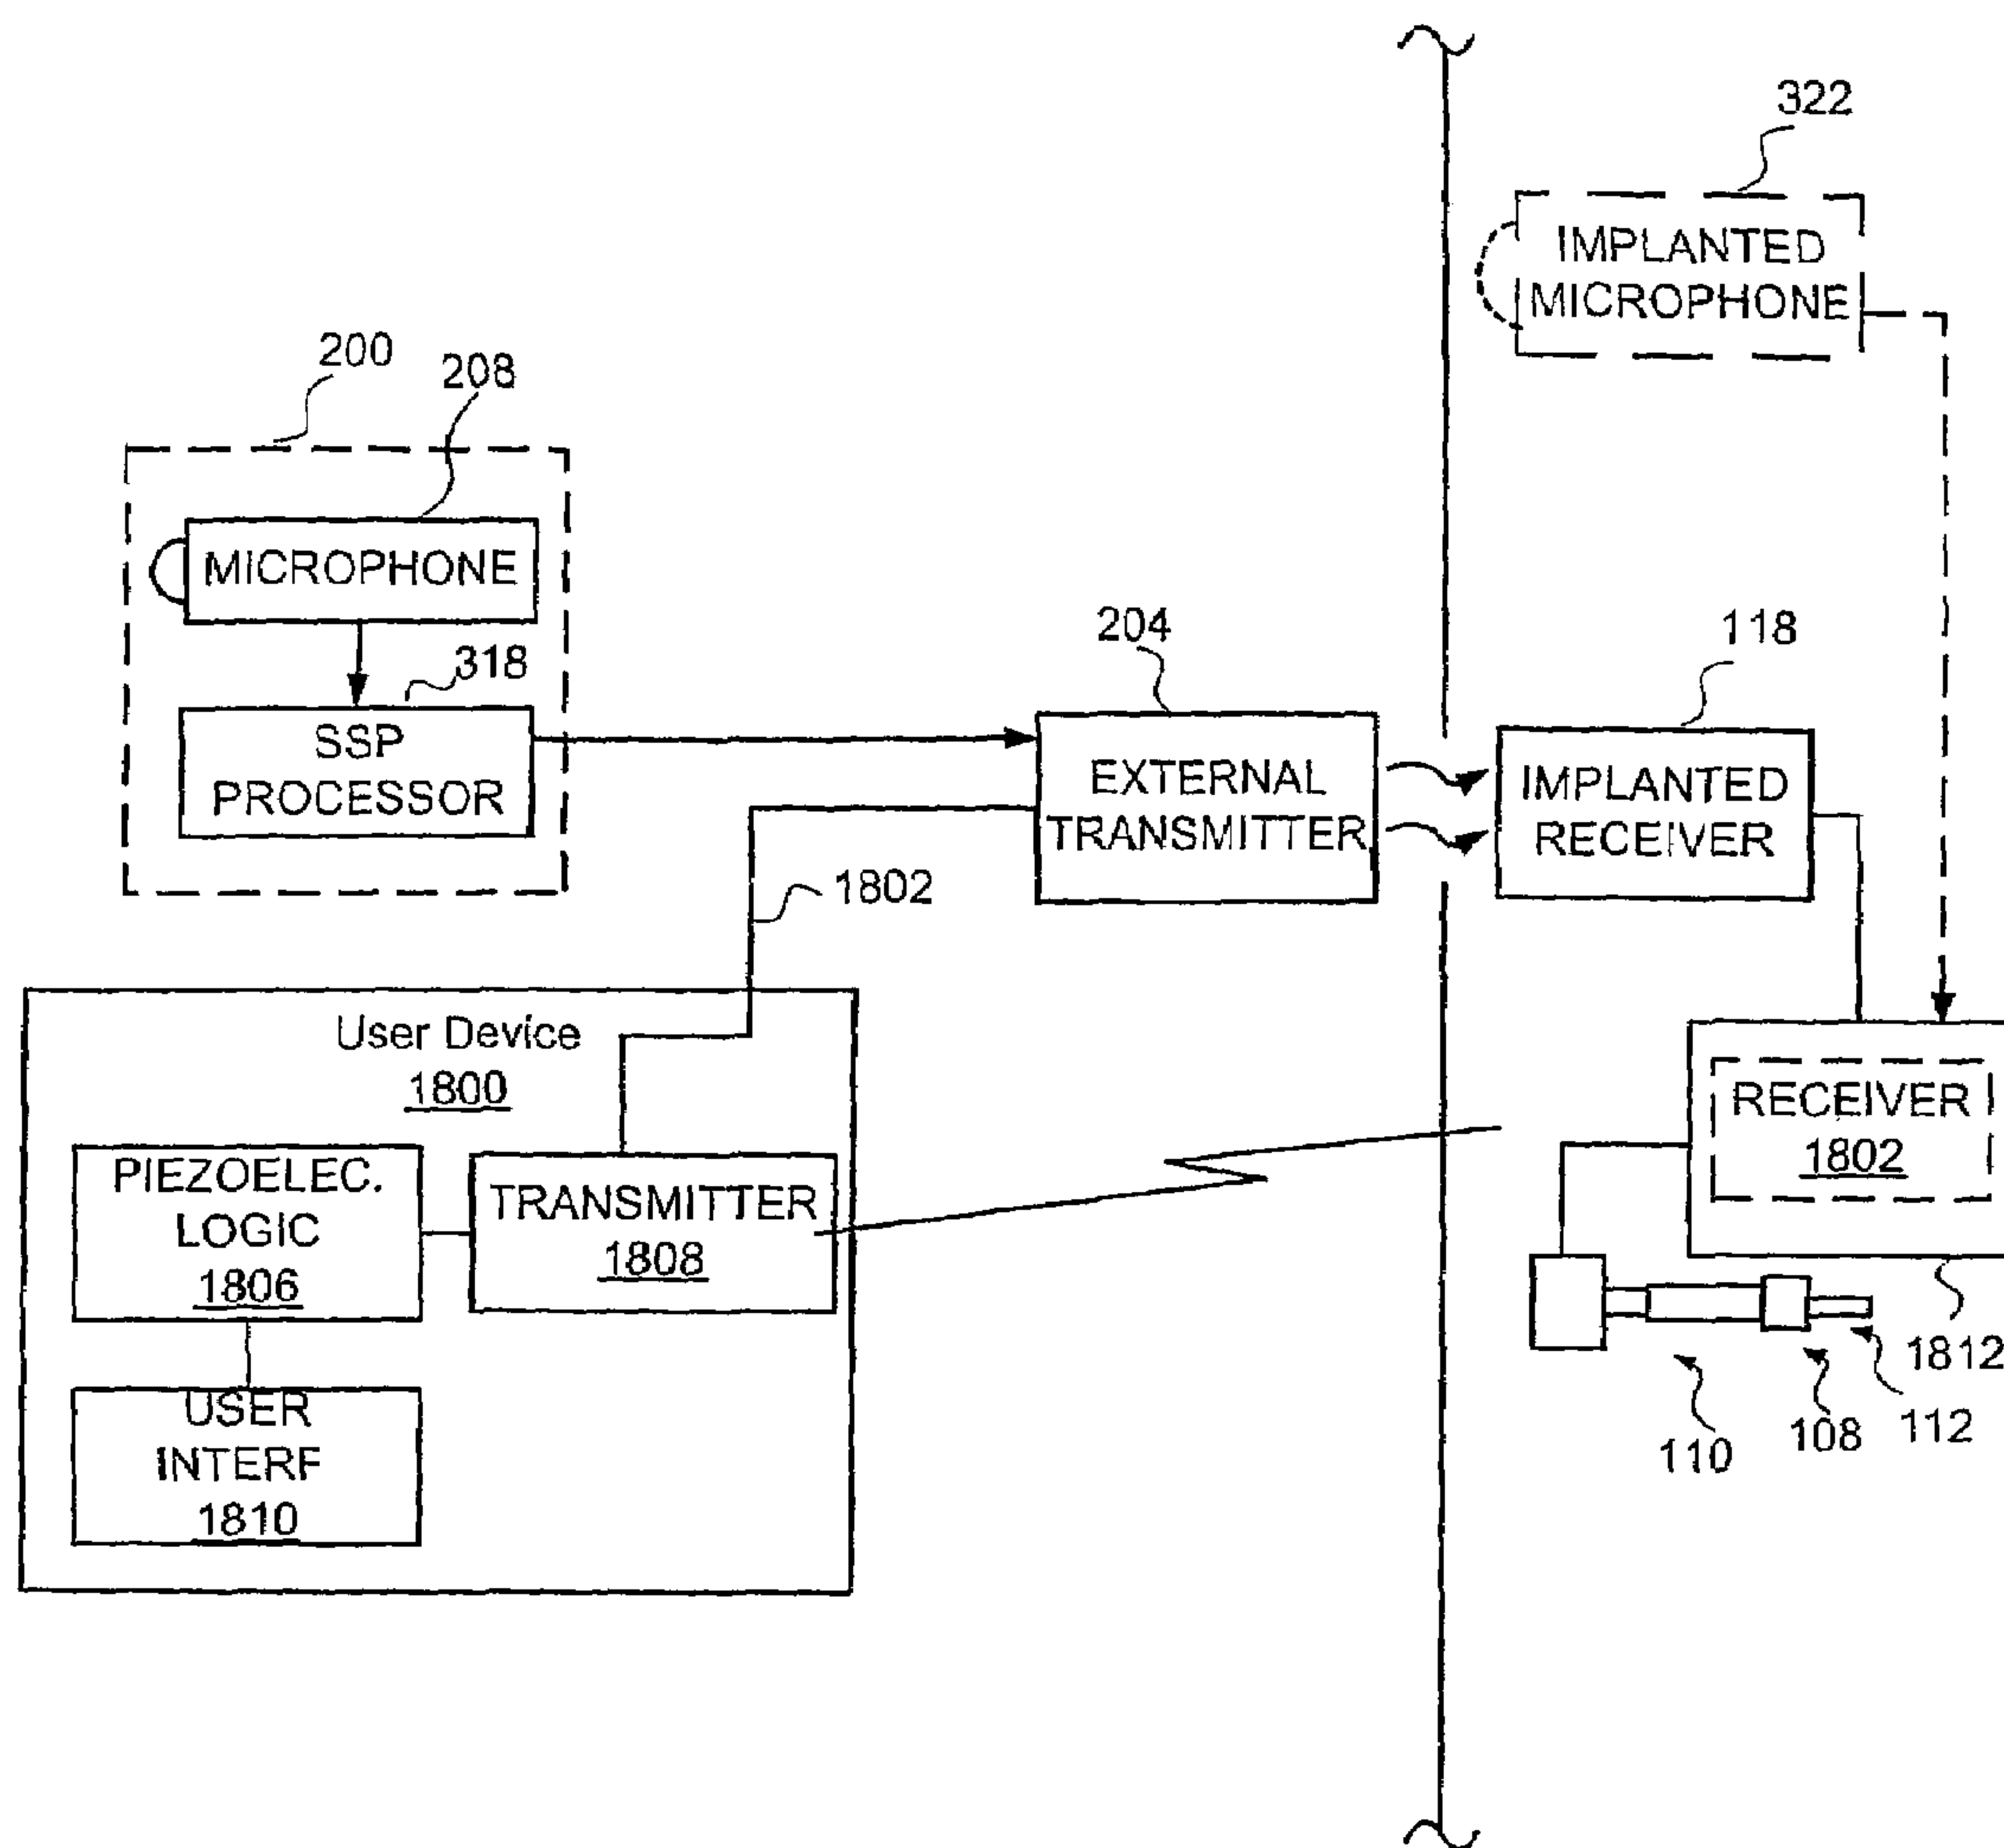 322
IMPLANTED
MICROPHONE
200
208
MICROPHONE
318
SSP
PROCESSOR
204
EXTERNAL
TRANSMITTER
118
IMPLANTED
RECEIVER
1802
User Device
1800
PIEZOELEC.
LOGIC
1806
TRANSMITTER
1808
USER
INTERF
1810
RECEIVER
1802
1812
112
108
110